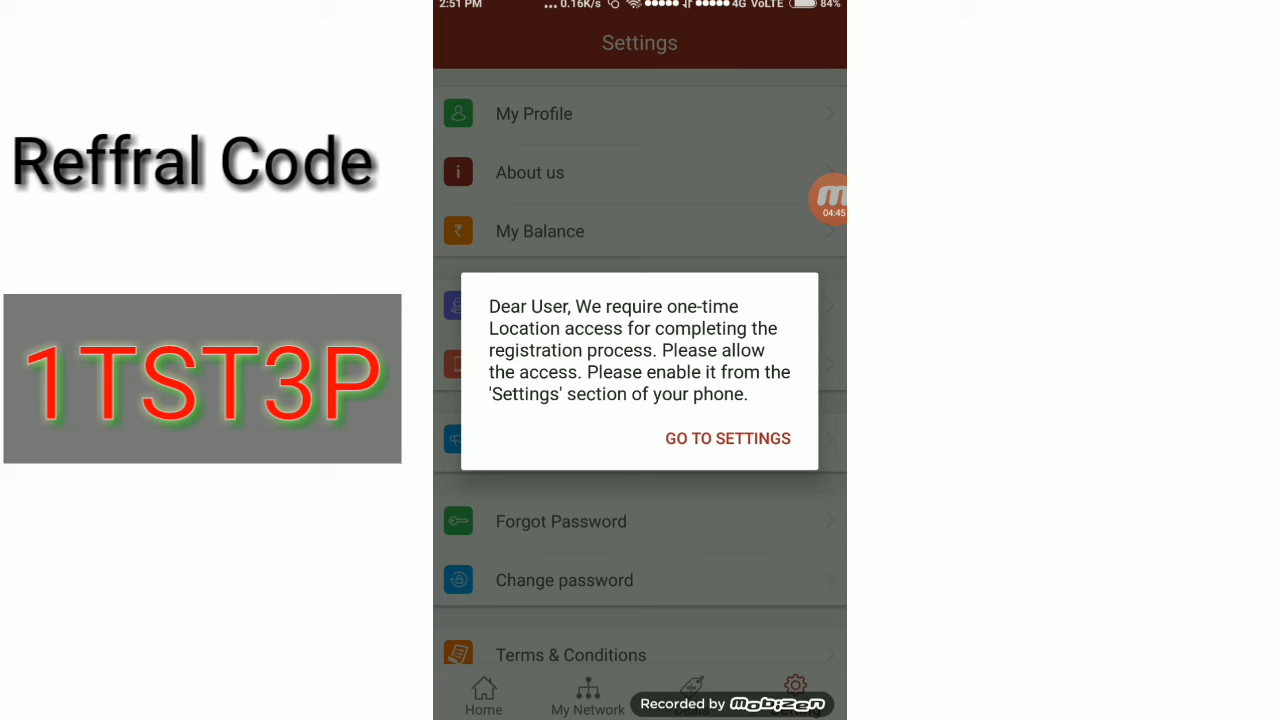 2:51 PM
... 0.16K/s 4G VoLTE 84%
Settings
Reffral Code
1TST3P
My Profile
About us
My Balance
04:45
Dear User, We require one-time
Location access for completing the
registration process. Please allow
the access. Please enable it from the
'Settings' section of your phone.
GO TO SETTINGS
Forgot Password
Change password
Terms & Conditions
Home
My Network
Recorded by mobizen